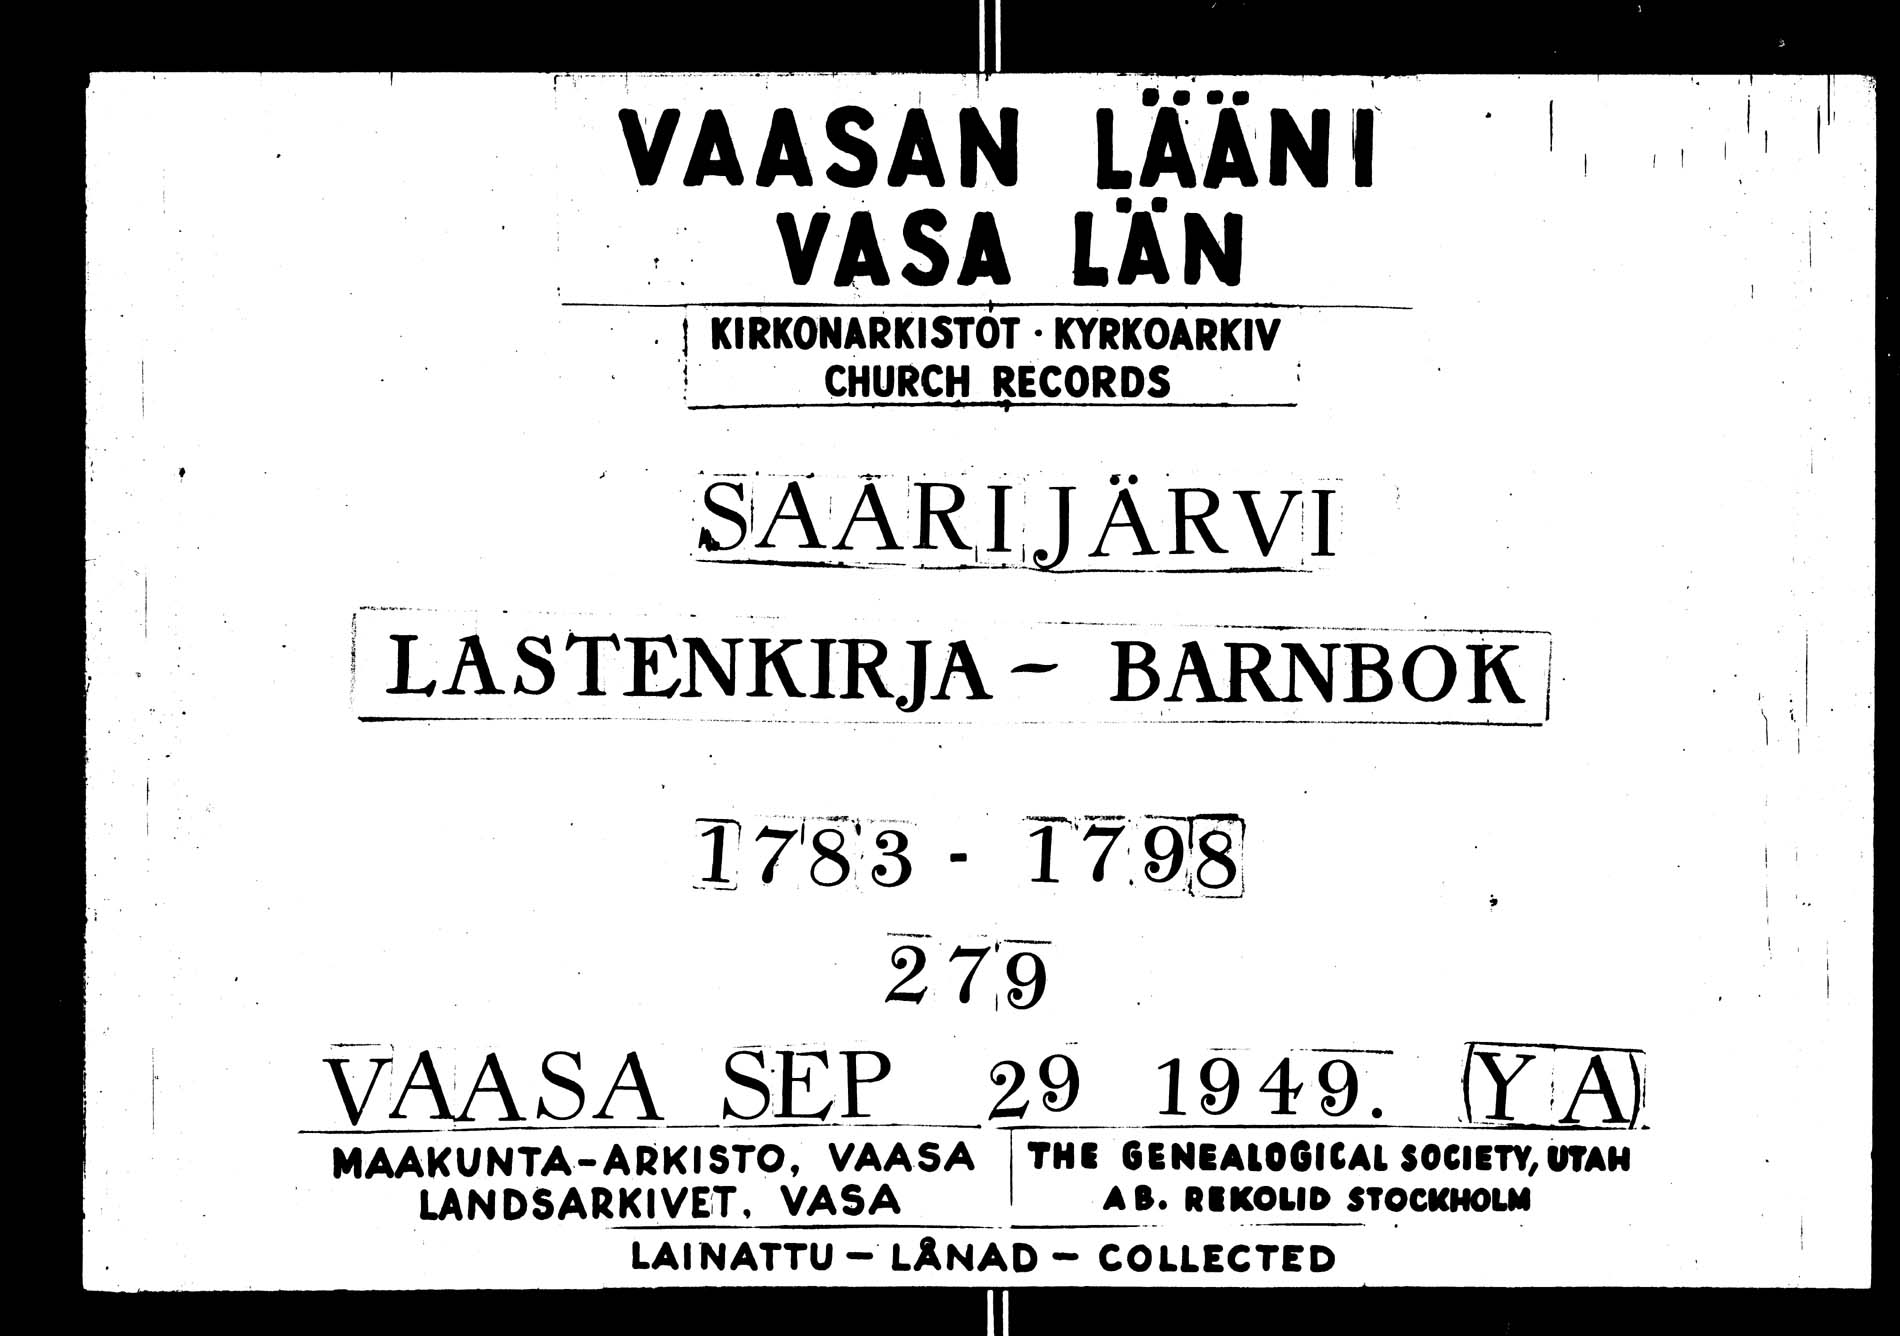 VAASAN LÄÄNI
VASA LÄN
KIRKONARKISTOT · KYRKOARKIV
CHURCH RECORDS
SAARIJÄRVI
LASTENKIRJA - BARNBOK
1783 - 1798
279
VAASA SEP 29 1949. (YA)
MAAKUNTA-ARKISTO, VAASA
LANDSARKIVET, VASA
THE GENEALOGICAL SOCIETY, UTAH
AB. REKOLID STOCKHOLM
LAINATTU - LÅNAD - COLLECTED